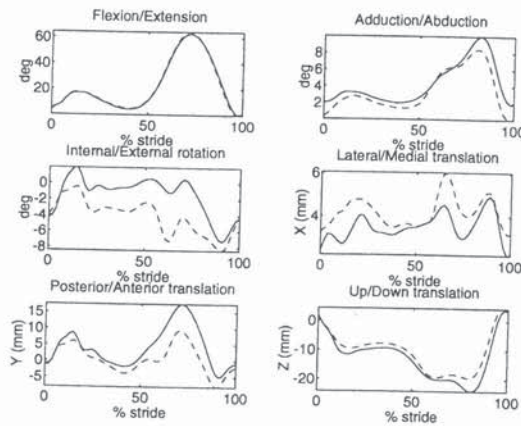 Flexion/Extension
60
40
20
deg
0
50
100
% stride
Adduction/Abduction
8
6
4
2
deg
0
50
100
% stride
Internal/External rotation
0
-2
-4
-6
-8
deg
0
50
100
% stride
Lateral/Medial translation
6
4
X (mm)
0
50
100
% stride
Posterior/Anterior translation
15
10
5
0
-5
Y (mm)
0
50
100
% stride
Up/Down translation
0
-10
-20
Z (mm)
0
50
100
% stride